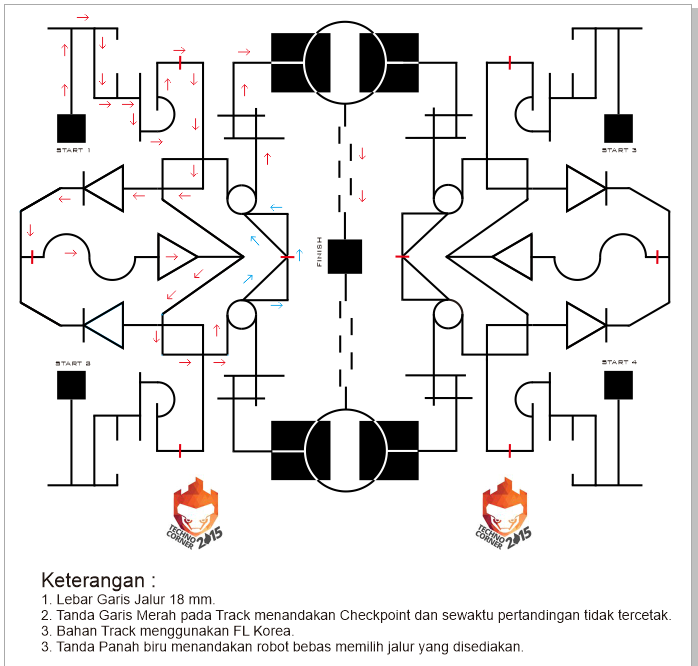 START 1
START 3
FINISH
START 3
START 4
TECHNO
CORNER
2015
TECHNO
CORNER
2015
Keterangan :
1. Lebar Garis Jalur 18 mm.
2. Tanda Garis Merah pada Track menandakan Checkpoint dan sewaktu pertandingan tidak tercetak.
3. Bahan Track menggunakan FL Korea.
3. Tanda Panah biru menandakan robot bebas memilih jalur yang disediakan.